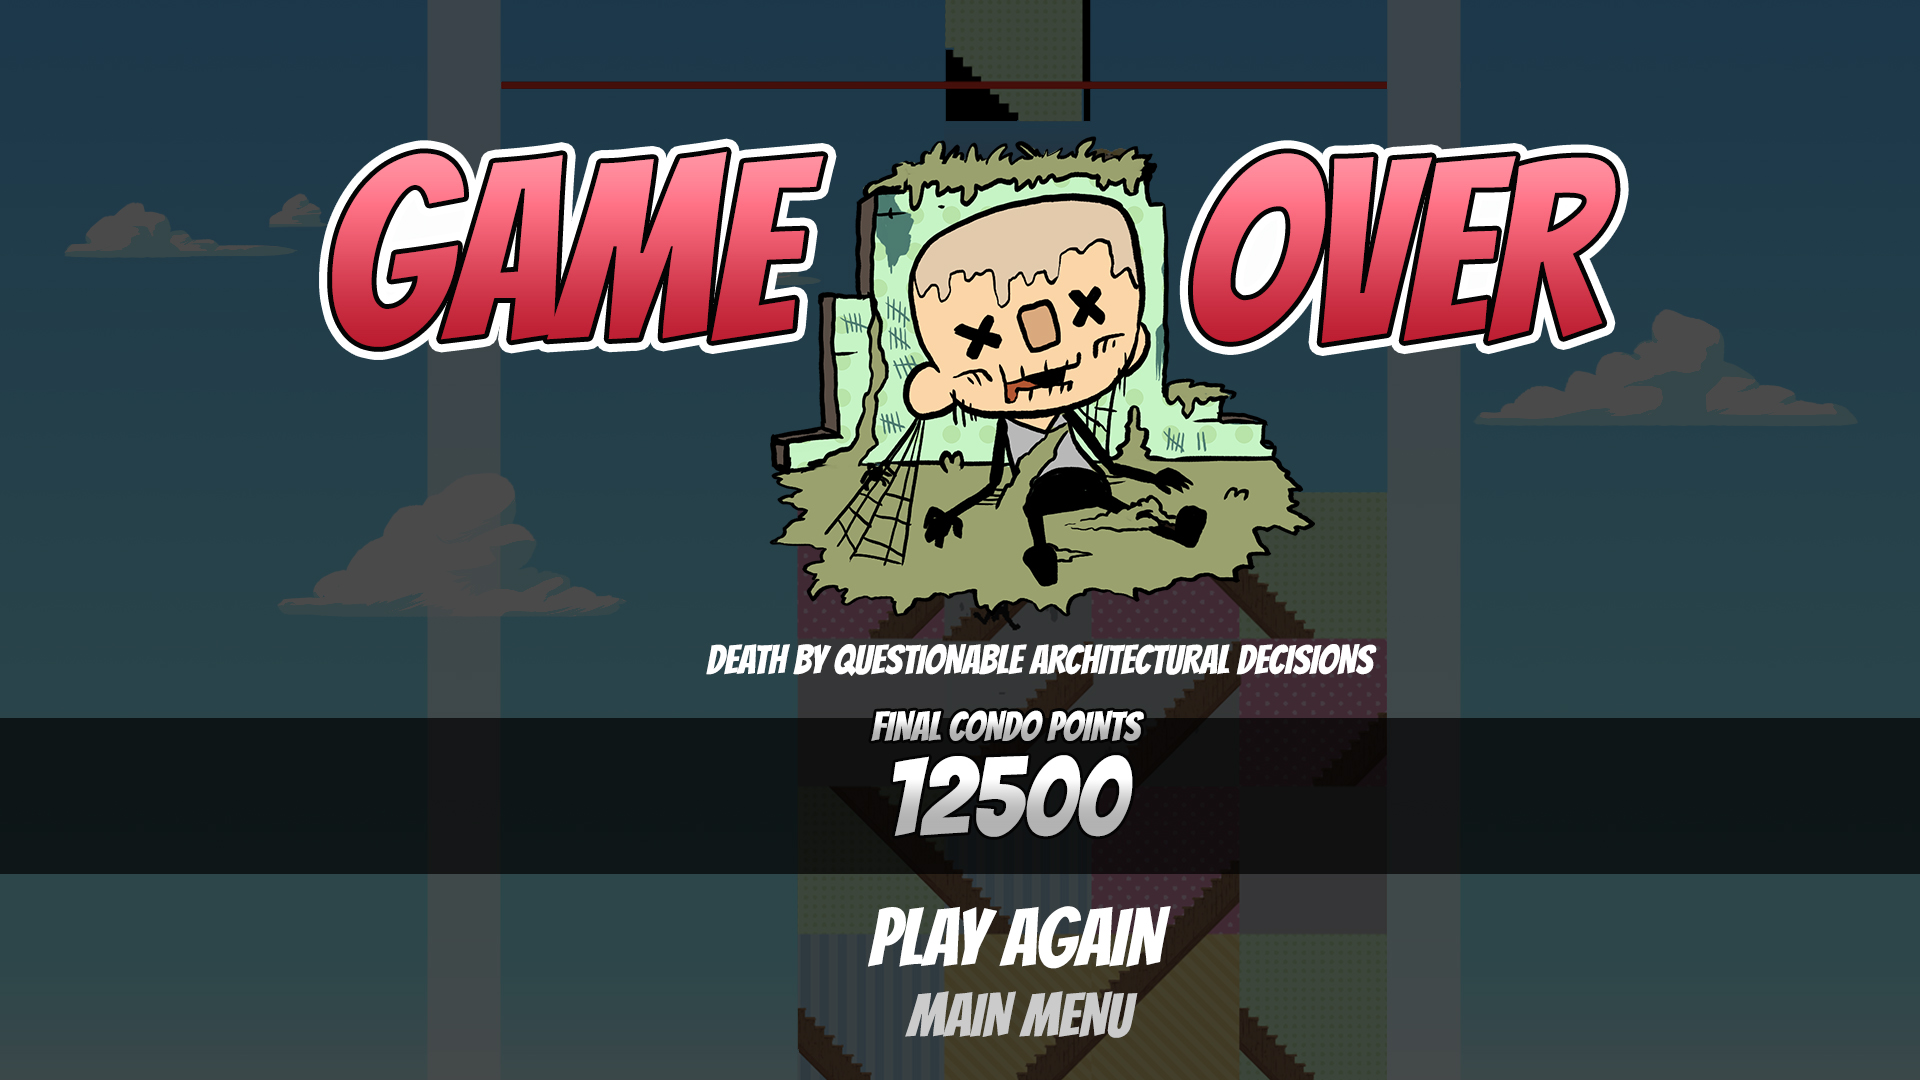 GAME OVER
DEATH BY QUESTIONABLE ARCHITECTURAL DECISIONS
FINAL CONDO POINTS
12500
PLAY AGAIN
MAIN MENU